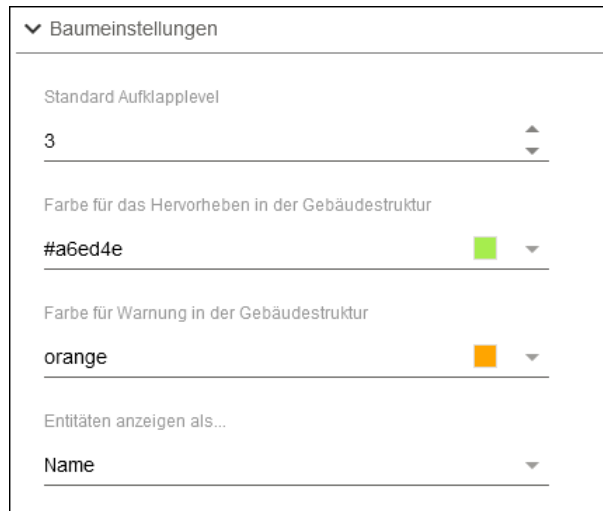 Baumeinstellungen
Standard Aufklapplevel
3
Farbe für das Hervorheben in der Gebäudestruktur
#a6ed4e
Farbe für Warnung in der Gebäudestruktur
orange
Entitäten anzeigen als...
Name